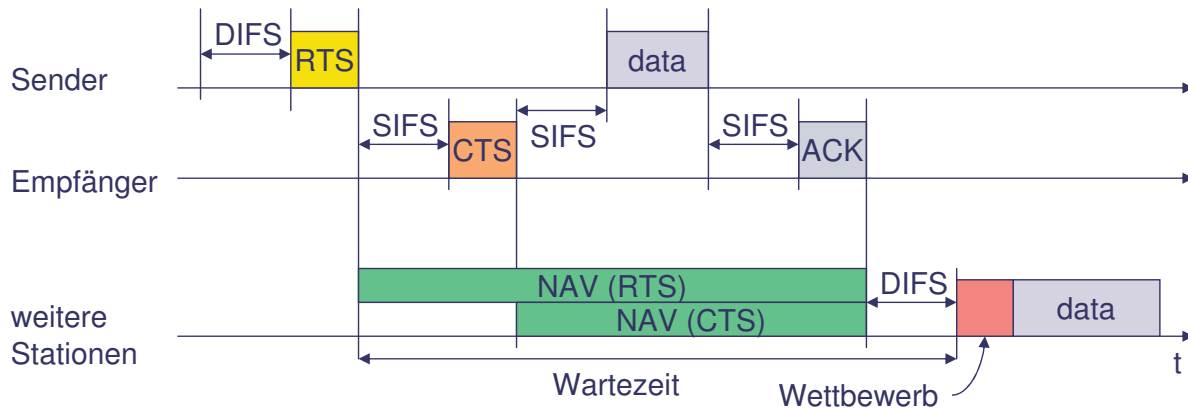 DIFS
RTS
data
Sender
SIFS
CTS
SIFS
SIFS
ACK
Empfänger
NAV (RTS)
DIFS
NAV (CTS)
data
weitere
Stationen
t
Wartezeit
Wettbewerb